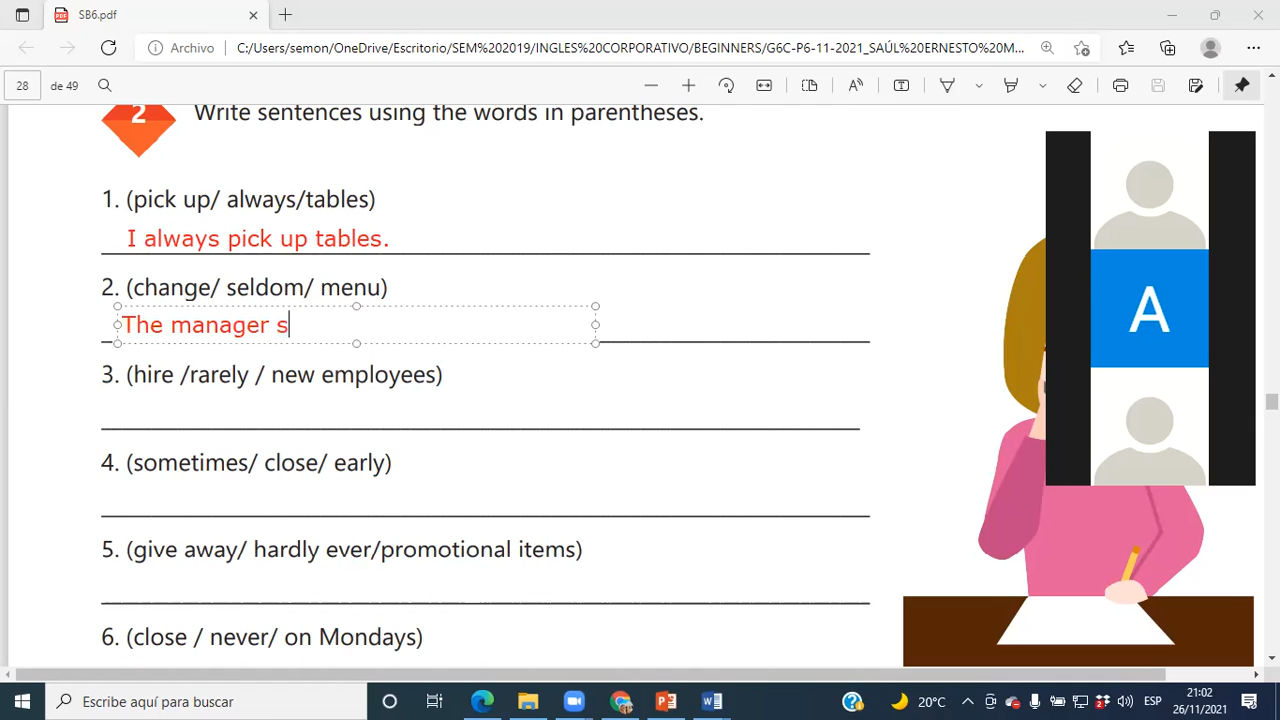 SB6.pdf
Archivo
C:/Users/semon/OneDrive/Escritorio/SEM%202019/INGLES%20CORPORATIVO/BEGINNERS/G6C-P6-11-2021_SAÚL%20ERNESTO%20M...
28 de 49
2 Write sentences using the words in parentheses.
1. (pick up/ always/tables)
I always pick up tables.
2. (change/ seldom/ menu)
The manager s
3. (hire /rarely / new employees)
4. (sometimes/ close/ early)
5. (give away/ hardly ever/promotional items)
6. (close / never/ on Mondays)
A
Escribe aquí para buscar
20°C
ESP
21:02
26/11/2021